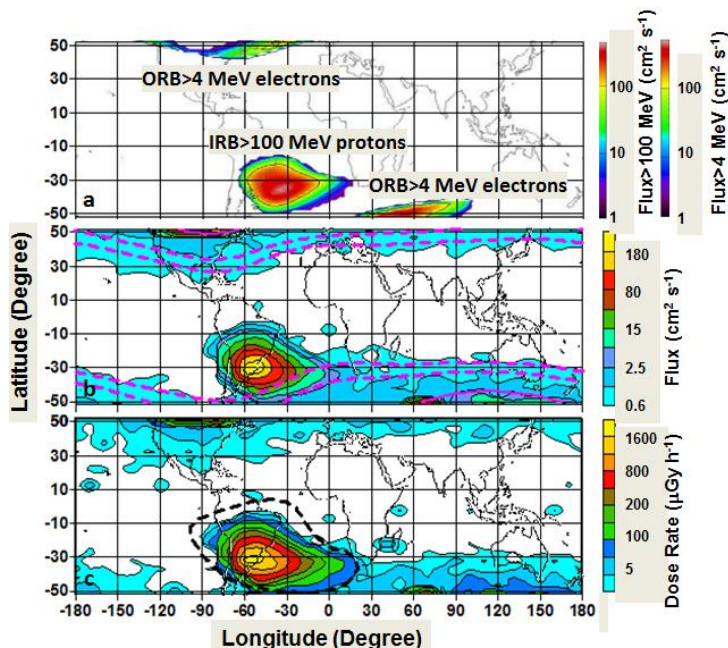 50
30
10
-10
-30
-50
ORB>4 MeV electrons
IRB>100 MeV protons
ORB>4 MeV electrons
a
100
10
1
Flux>100 MeV (cm² s⁻¹)
100
10
1
Flux>4 MeV (cm² s⁻¹)
Latitude (Degree)
50
30
10
-10
-30
-50
b
180
80
15
2.5
0.6
Flux (cm² s⁻¹)
50
30
10
-10
-30
-50
c
1600
800
200
100
5
Dose Rate (μGy h⁻¹)
-180 -150 -120 -90 -60 -30 0 30 60 90 120 150 180
Longitude (Degree)